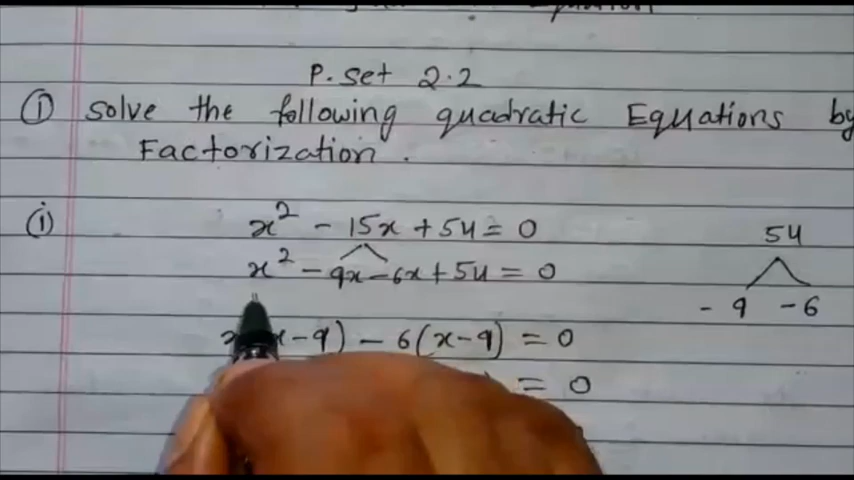 P. Set 2.2
① Solve the following quadratic Equations by
Factorization.
(i) x² - 15x + 54 = 0
54
x² - 9x - 6x + 54 = 0
- 9 - 6
x - 9) - 6(x - 9) = 0
= 0